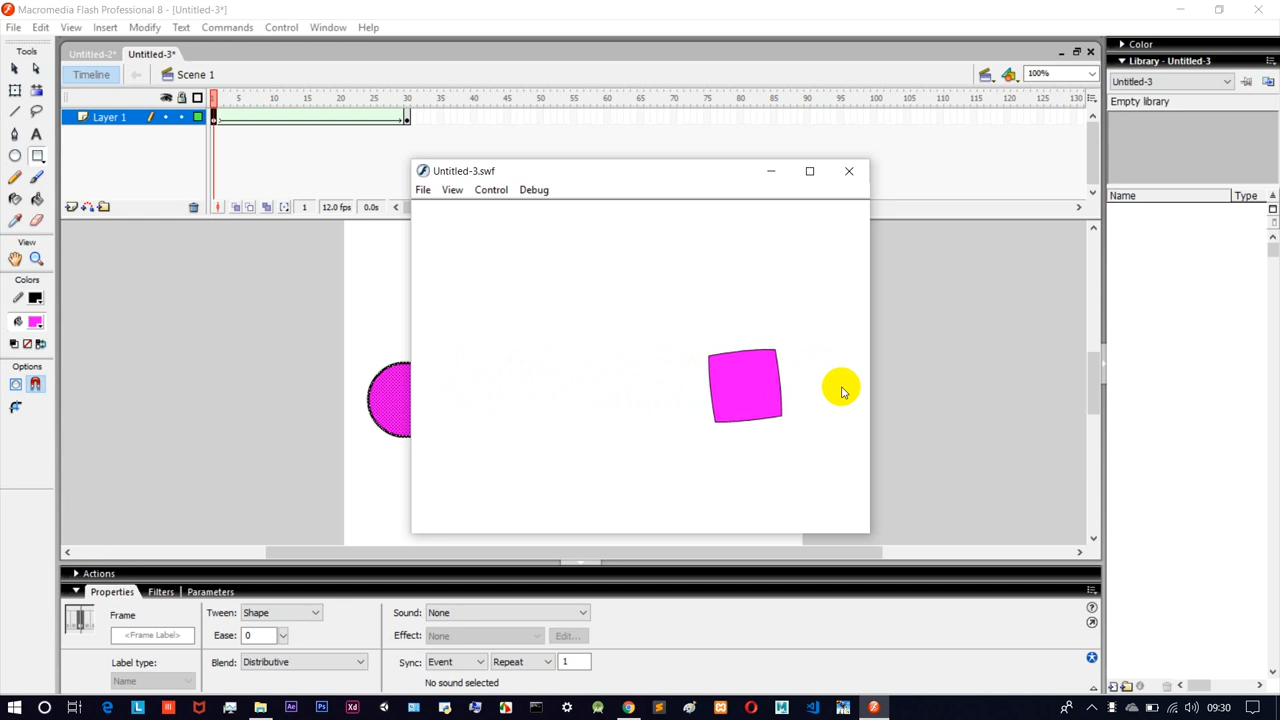 Macromedia Flash Professional 8 - [Untitled-3*]
File Edit View Insert Modify Text Commands Control Window Help
Tools
Untitled-2* Untitled-3*
Timeline Scene 1 100%
5 10 15 20 25 30 35 40 45 50 55 60 65 70 75 80 85 90 95 100 105 110 115 120 125 130
Layer 1
1 12.0 fps 0.0s
View
Colors
Options
Untitled-3.swf
File View Control Debug
Color
Library - Untitled-3
Untitled-3
Empty library
Name Type
Actions
Properties Filters Parameters
Frame
<Frame Label>
Label type:
Name
Tween: Shape
Ease: 0
Blend: Distributive
Sound: None
Effect: None Edit...
Sync: Event Repeat 1
No sound selected
09:30